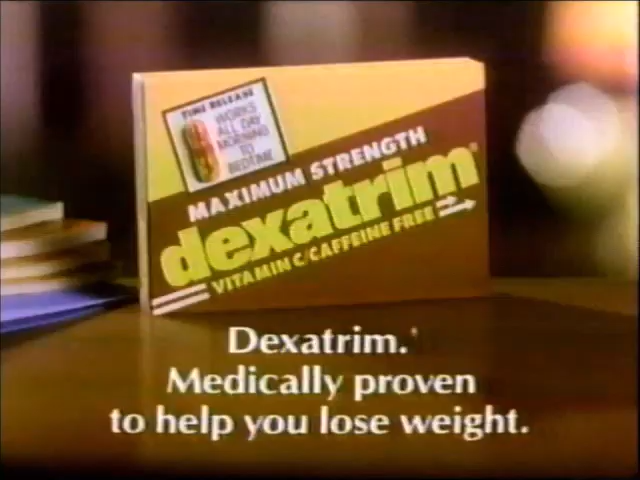 TIME RELEASE
WORKS
ALL DAY
MORNING
TO
BEDTIME
MAXIMUM STRENGTH
dexatrim
VITAMIN C/CAFFEINE FREE
Dexatrim.
Medically proven
to help you lose weight.